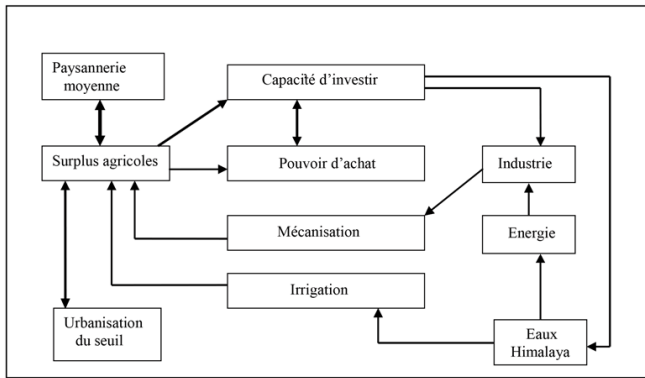 Paysannerie
moyenne
Capacité d'investir
Surplus agricoles
Pouvoir d'achat
Industrie
Mécanisation
Energie
Irrigation
Urbanisation
du seuil
Eaux
Himalaya